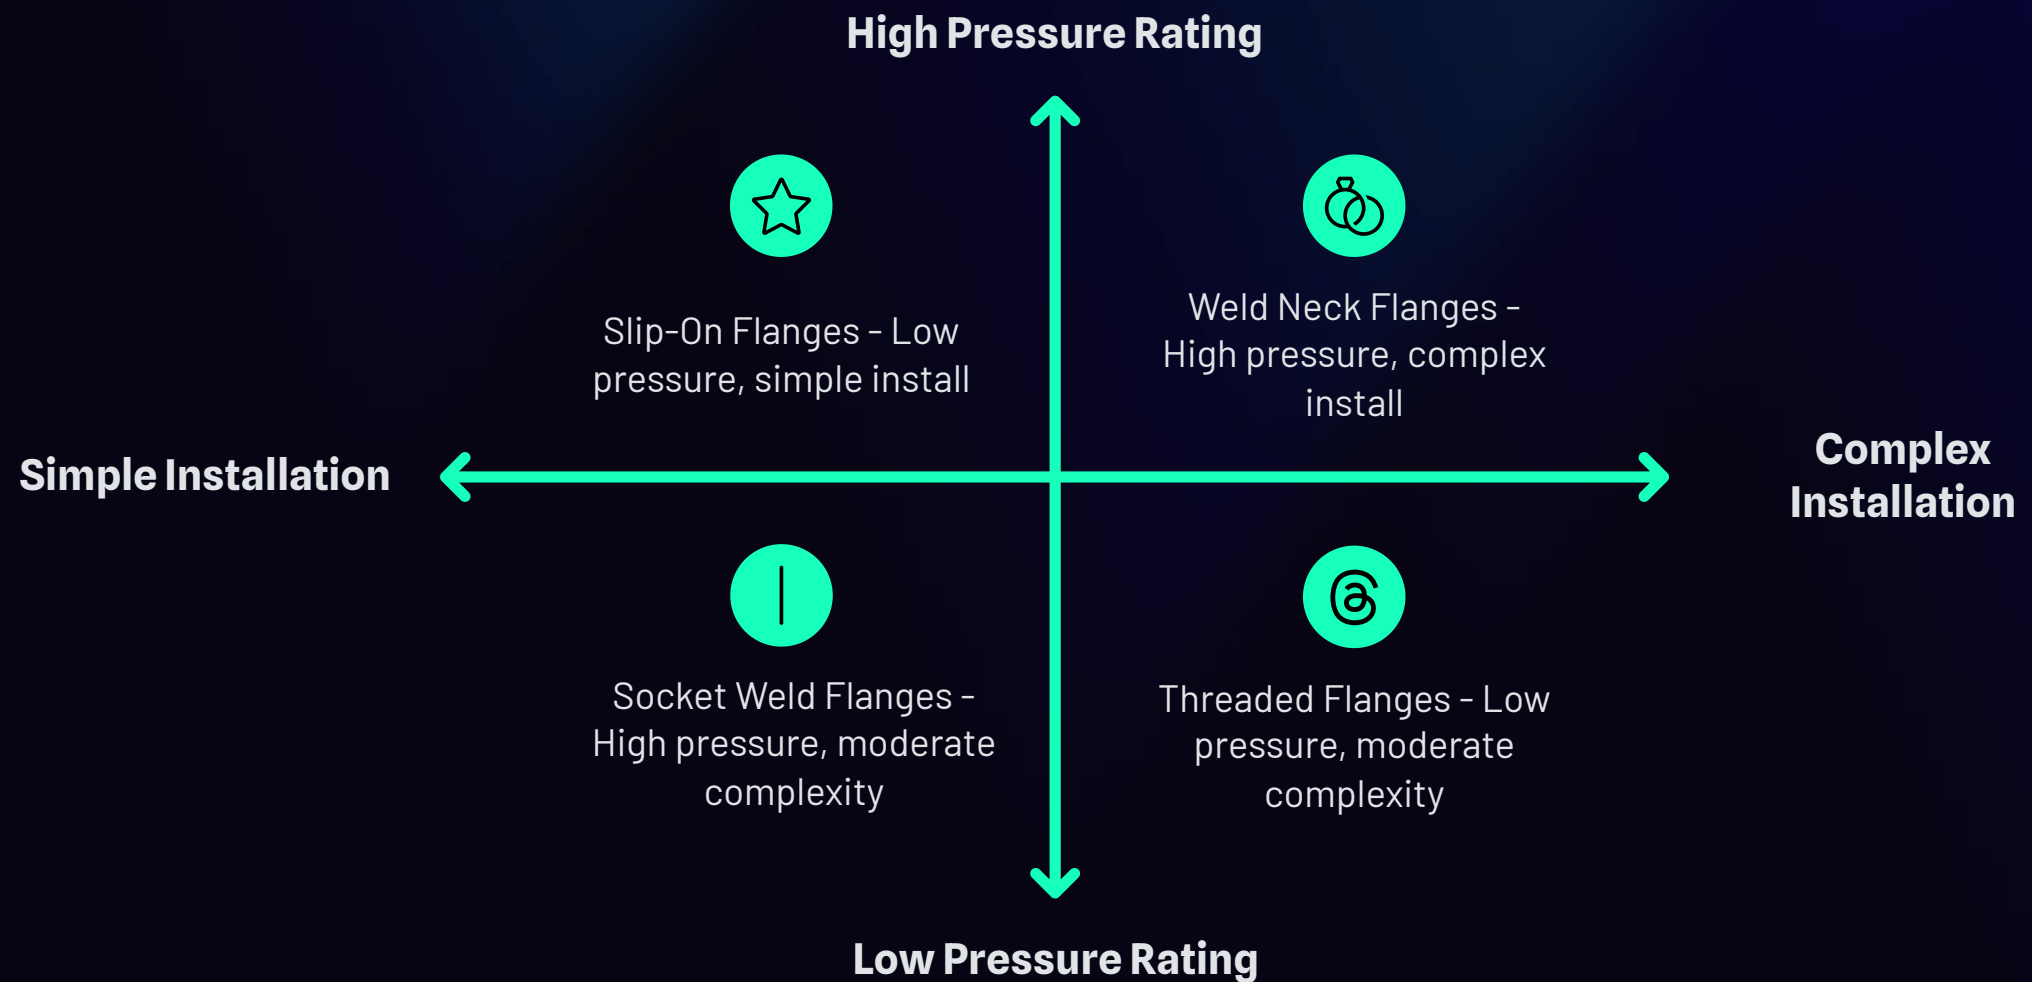 High Pressure Rating
Slip-On Flanges - Low
pressure, simple install
Weld Neck Flanges -
High pressure, complex
install
Simple Installation
Complex
Installation
Socket Weld Flanges -
High pressure, moderate
complexity
Threaded Flanges - Low
pressure, moderate
complexity
Low Pressure Rating